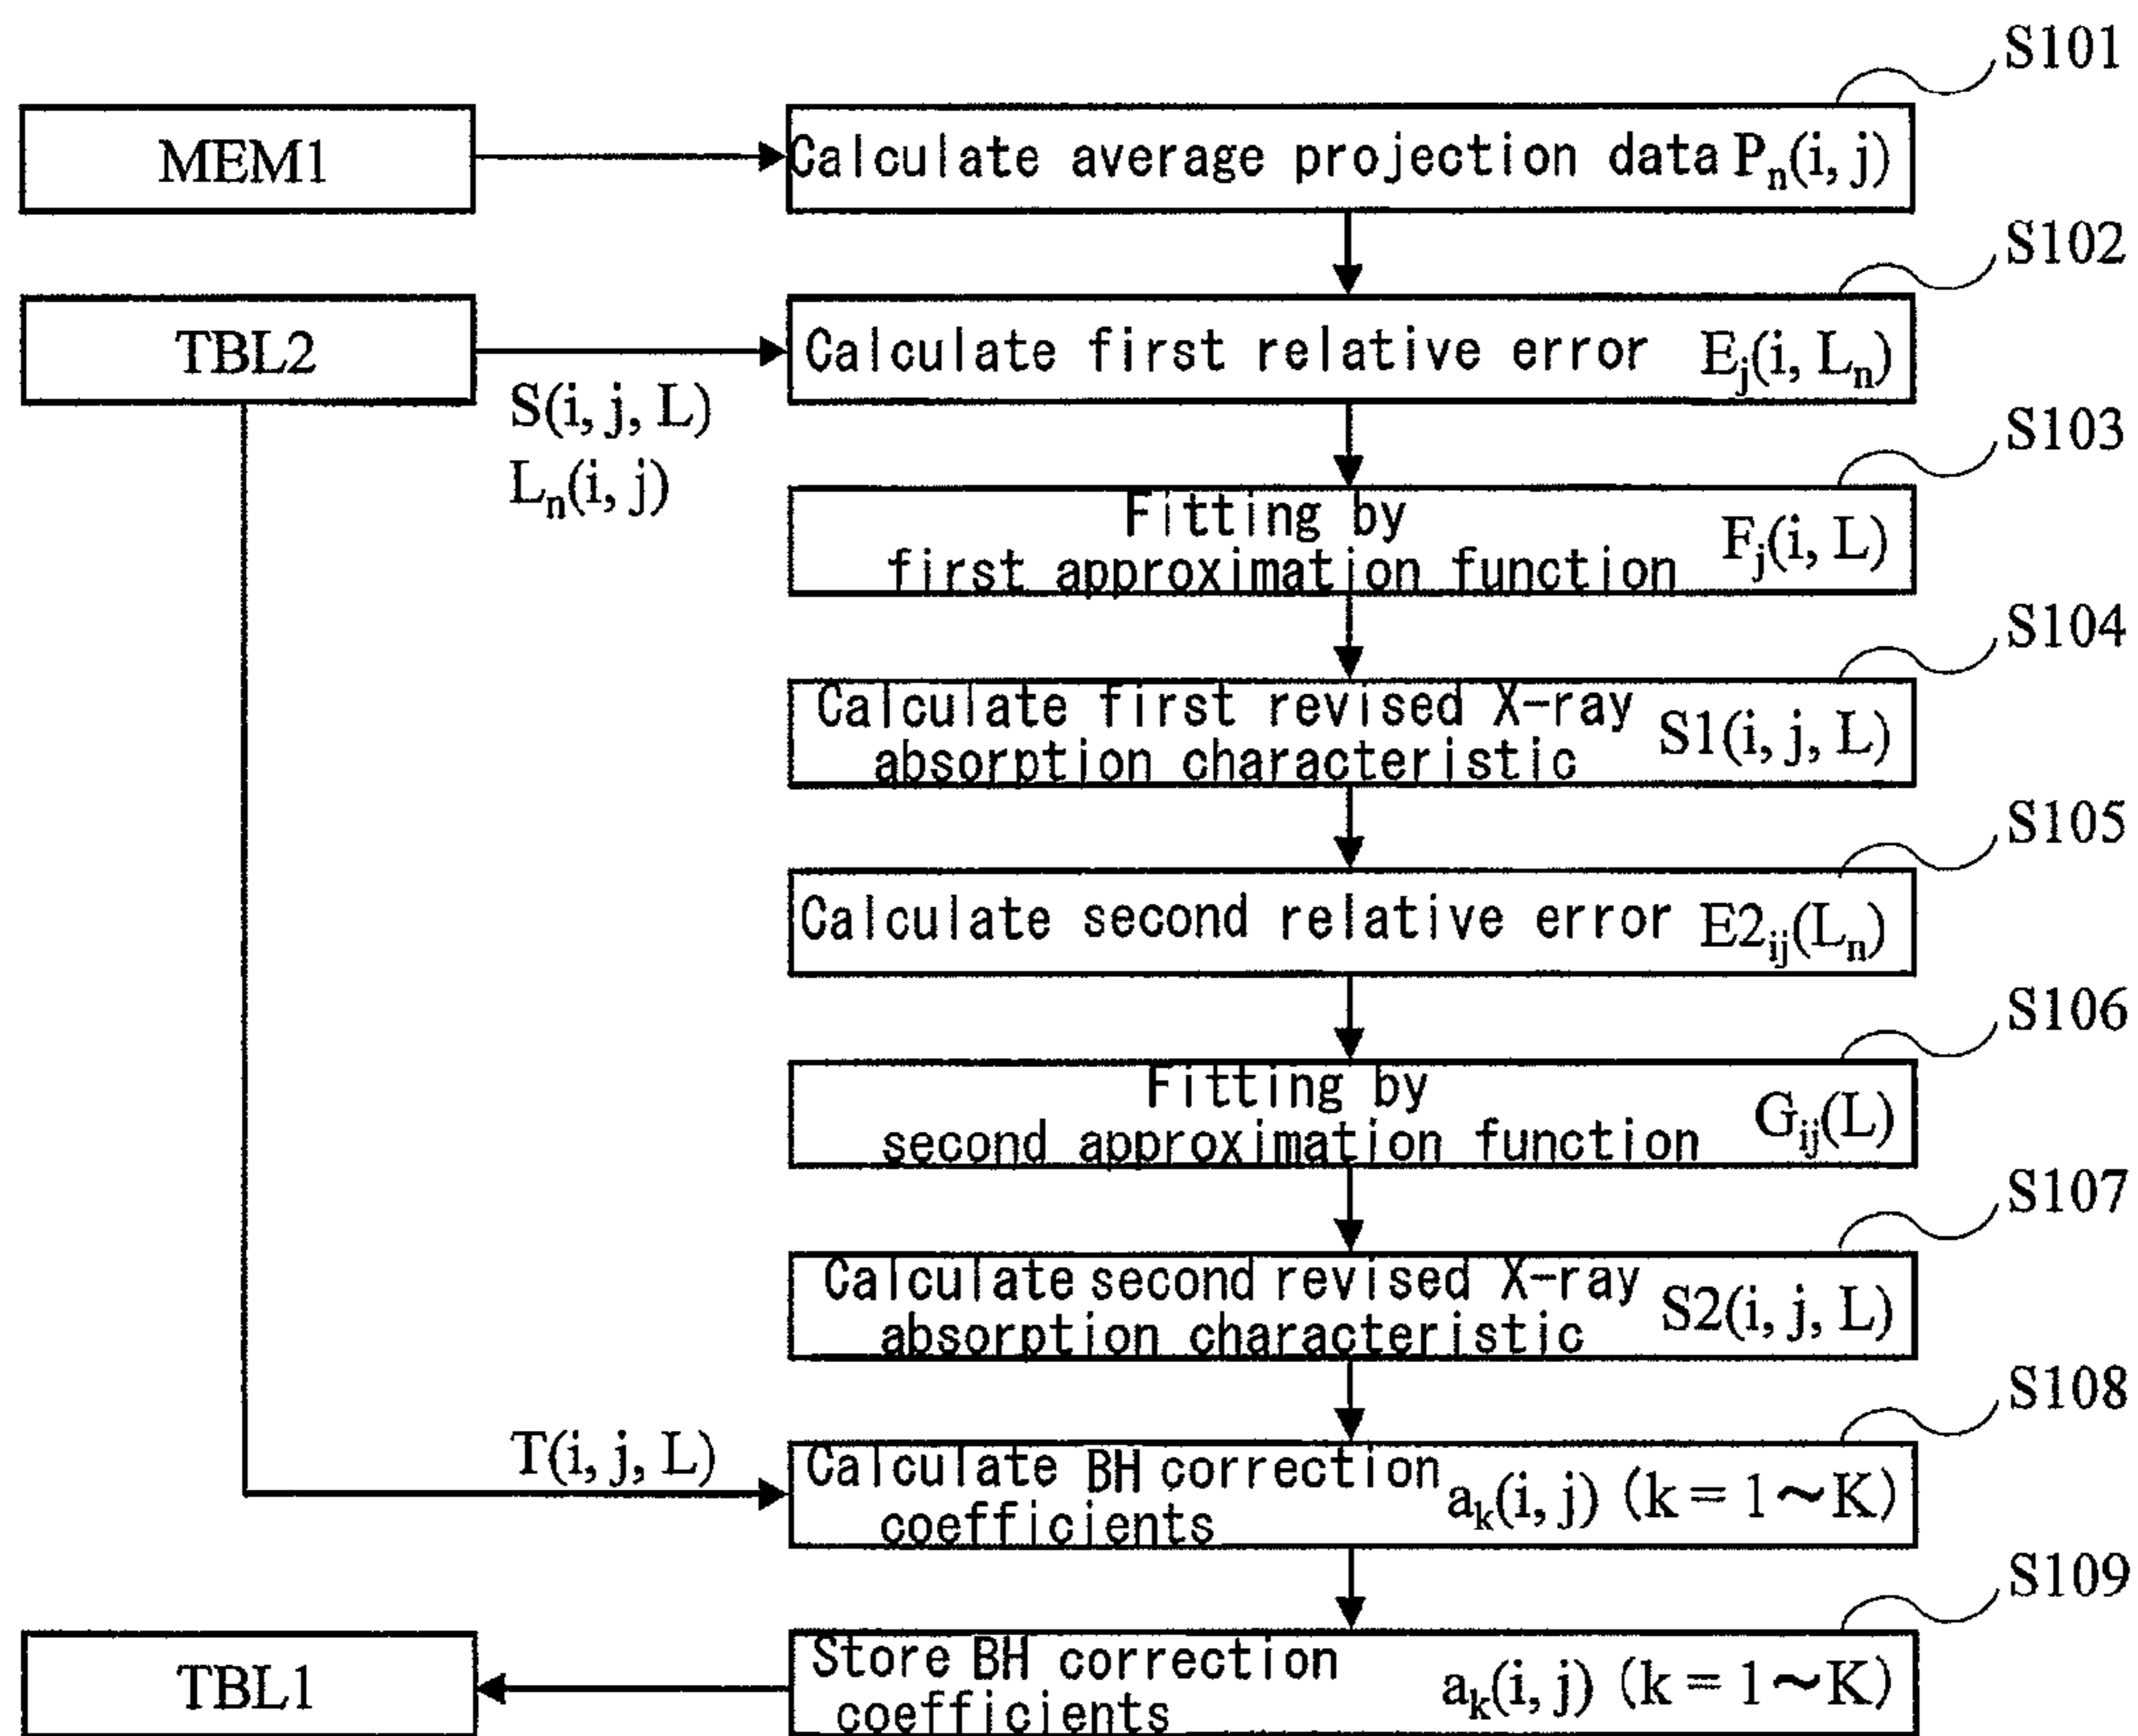 S101
MEM1
Calculate average projection data Pₙ(i, j)
S102
TBL2
Calculate first relative error Eⱼ(i, Lₙ)
S(i, j, L)
Lₙ(i, j)
S103
Fitting by
first approximation function Fⱼ(i, L)
S104
Calculate first revised X-ray
absorption characteristic S1(i, j, L)
S105
Calculate second relative error E2ᵢⱼ(Lₙ)
S106
Fitting by
second approximation function Gᵢⱼ(L)
S107
Calculate second revised X-ray
absorption characteristic S2(i, j, L)
S108
T(i, j, L)
Calculate BH correction
coefficients aₖ(i, j) (k = 1~K)
S109
TBL1
Store BH correction
coefficients aₖ(i, j) (k = 1~K)